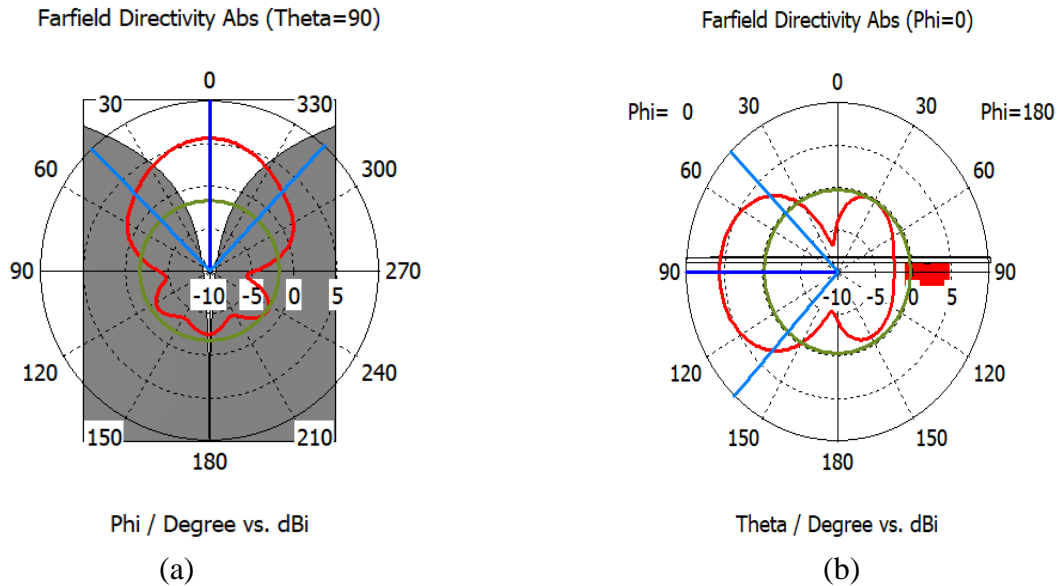 Farfield Directivity Abs (Theta=90)
0
30 330
60 300
90 -10 -5 0 5 270
120 240
150 210
180
Phi / Degree vs. dBi
(a)
Farfield Directivity Abs (Phi=0)
0
Phi= 0 30 30 Phi=180
60 60
90 -10 -5 0 5 90
120 120
150 150
180
Theta / Degree vs. dBi
(b)